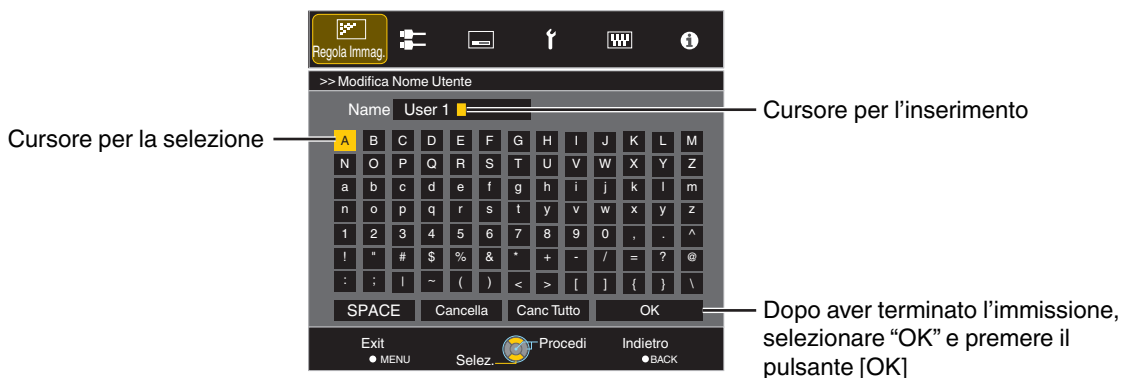 Regola Immag.
>> Modifica Nome Utente
Name User 1
Cursore per l'inserimento
Cursore per la selezione
A B C D E F G H I J K L M
N O P Q R S T U V W X Y Z
a b c d e f g h i j k l m
n o p q r s t y v w x y z
1 2 3 4 5 6 7 8 9 0 , . ^
! " # $ % & * + - / = ? @
: ; | ~ ( ) < > [ ] { } \
SPACE Cancella Canc Tutto OK
Dopo aver terminato l'immissione,
selezionare “OK” e premere il
pulsante [OK]
Exit Procedi Indietro
MENU Selez. BACK